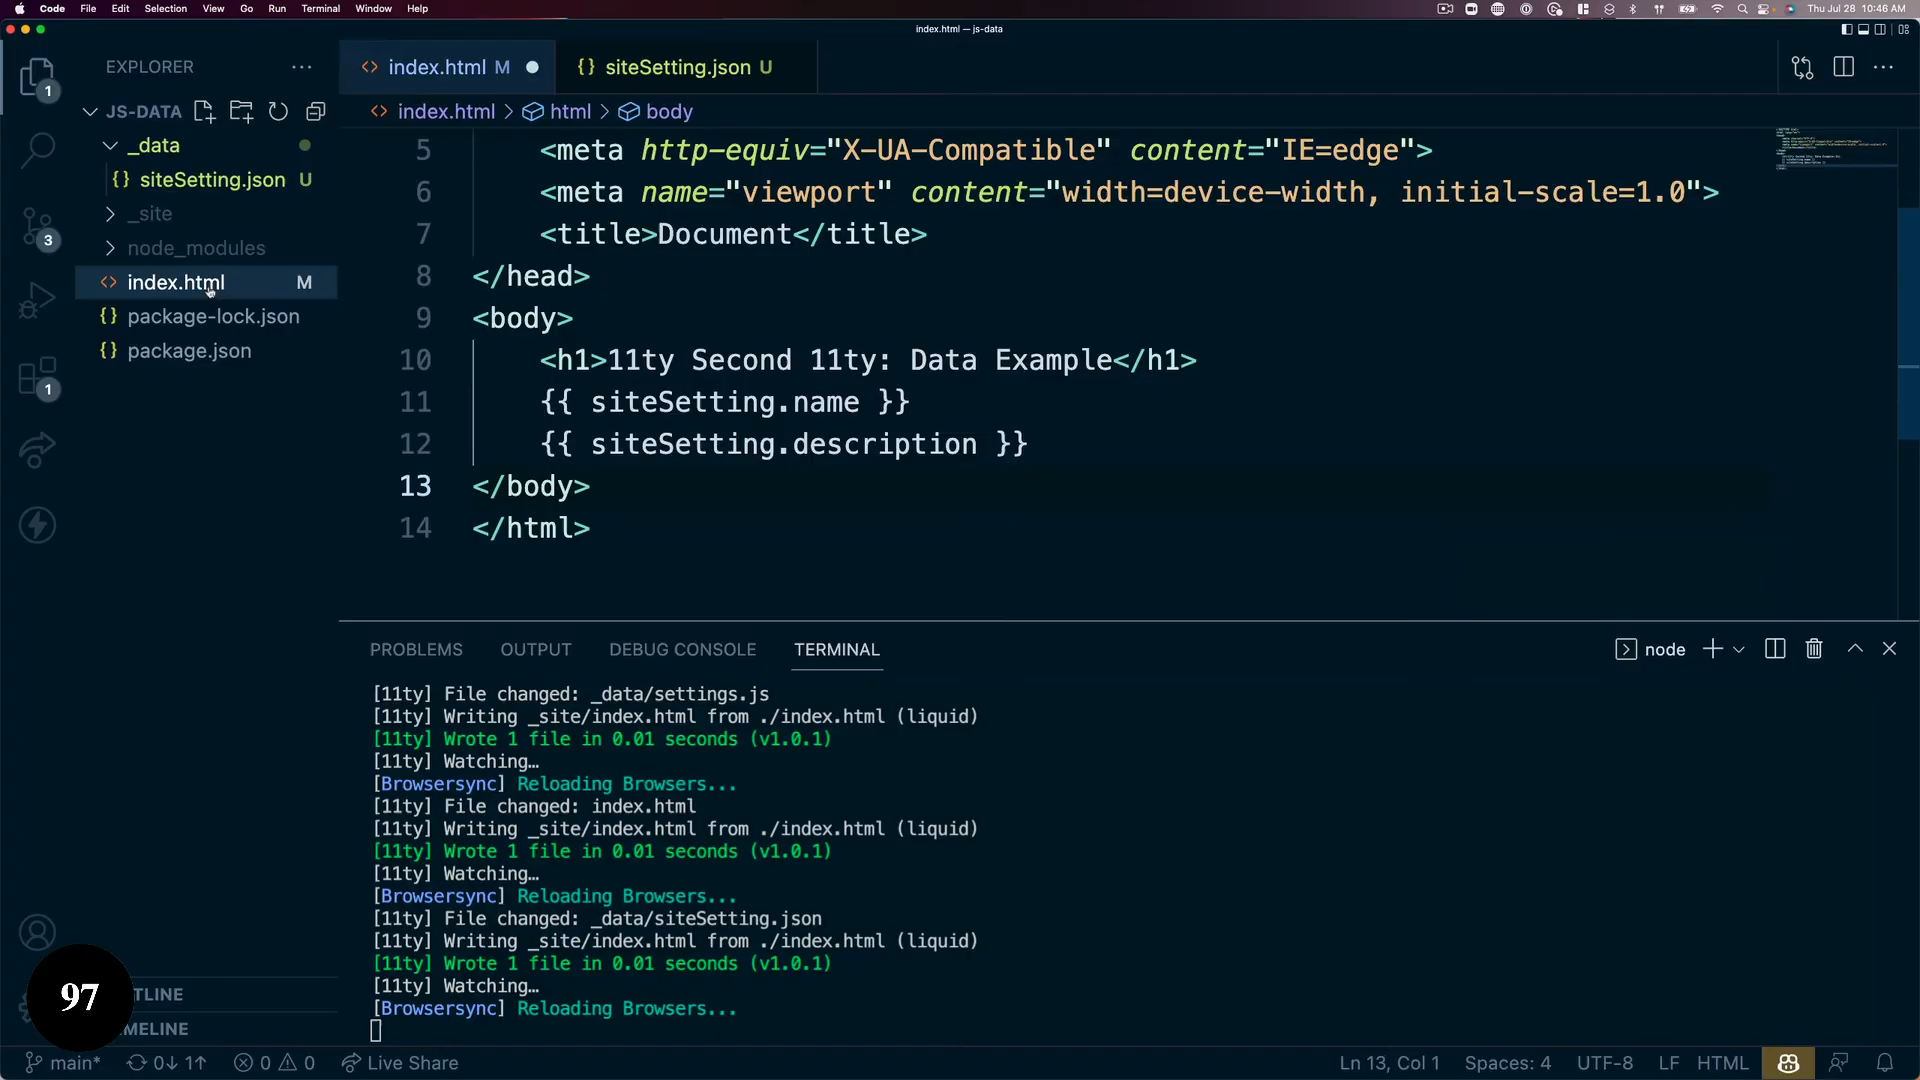 Code File Edit Selection View Go Run Terminal Window Help
Thu Jul 28 10:46 AM
index.html — js-data
EXPLORER
index.html M
siteSetting.json U
JS-DATA
index.html > html > body
_data
siteSetting.json U
_site
node_modules
index.html M
package-lock.json
package.json
1
3
1
5 <meta http-equiv="X-UA-Compatible" content="IE=edge">
6 <meta name="viewport" content="width=device-width, initial-scale=1.0">
7 <title>Document</title>
8 </head>
9 <body>
10 <h1>11ty Second 11ty: Data Example</h1>
11 {{ siteSetting.name }}
12 {{ siteSetting.description }}
13 </body>
14 </html>
PROBLEMS OUTPUT DEBUG CONSOLE TERMINAL
node
[11ty] File changed: _data/settings.js
[11ty] Writing _site/index.html from ./index.html (liquid)
[11ty] Wrote 1 file in 0.01 seconds (v1.0.1)
[11ty] Watching…
[Browsersync] Reloading Browsers...
[11ty] File changed: index.html
[11ty] Writing _site/index.html from ./index.html (liquid)
[11ty] Wrote 1 file in 0.01 seconds (v1.0.1)
[11ty] Watching…
[Browsersync] Reloading Browsers...
[11ty] File changed: _data/siteSetting.json
[11ty] Writing _site/index.html from ./index.html (liquid)
[11ty] Wrote 1 file in 0.01 seconds (v1.0.1)
[11ty] Watching…
[Browsersync] Reloading Browsers...
97
TLINE
MELINE
main* 0↓ 1↑ 0 0 Live Share
Ln 13, Col 1 Spaces: 4 UTF-8 LF HTML